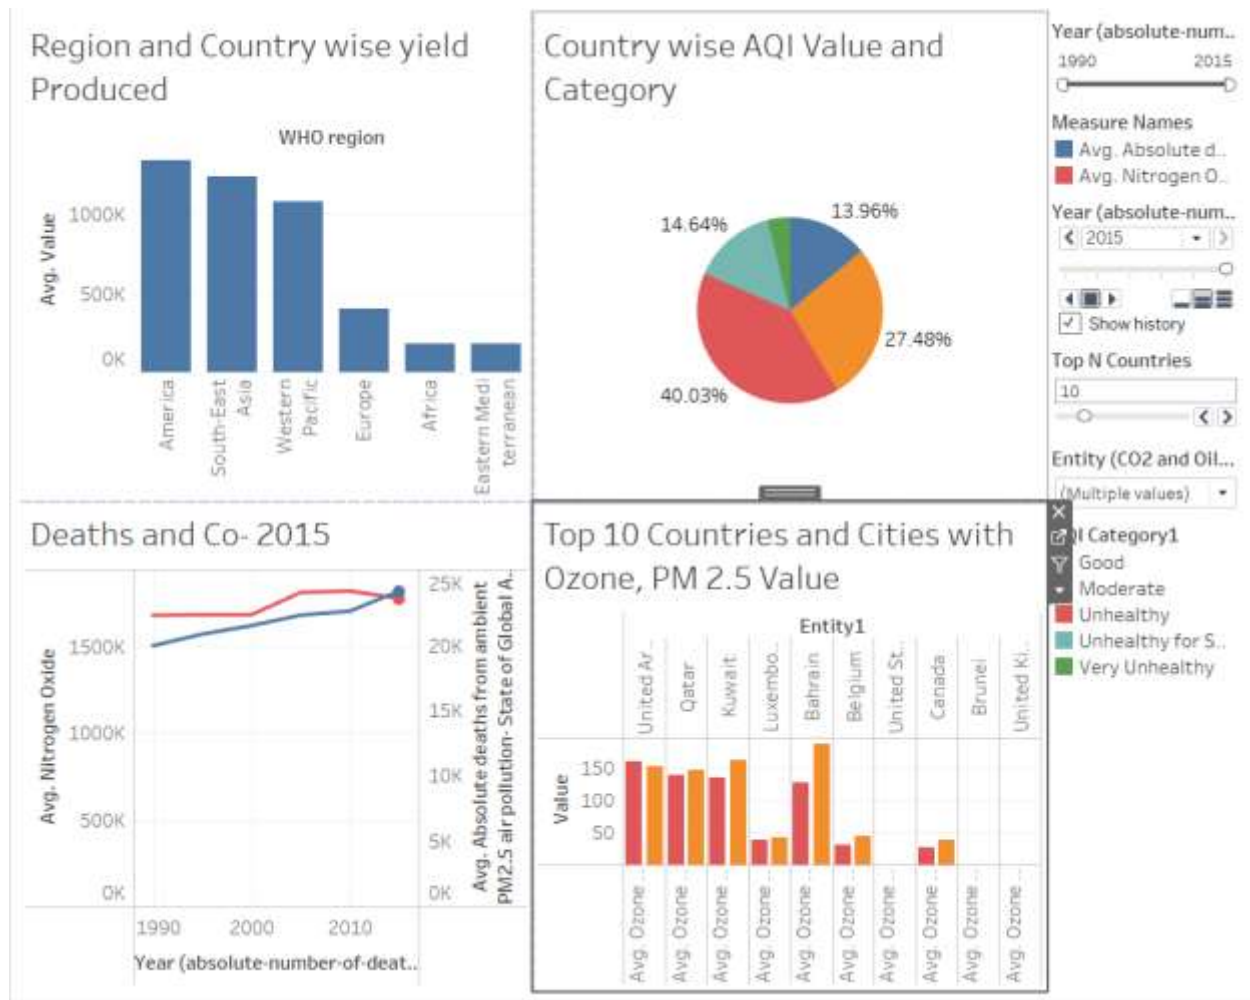 Region and Country wise yield
Produced
WHO region
Avg. Value
1000K
500K
0K
America
South-East
Asia
Western
Pacific
Europe
Africa
Eastern Medi
terranean
Country wise AQI Value and
Category
13.96%
14.64%
27.48%
40.03%
Deaths and Co- 2015
Avg. Nitrogen Oxide
1500K
1000K
500K
0K
25K
20K
15K
10K
5K
0K
Avg. Absolute deaths from ambient
PM2.5 air pollution- State of Global A..
1990
2000
2010
Year (absolute-number-of-deat..
Top 10 Countries and Cities with
Ozone, PM 2.5 Value
Entity1
United Ar..
Qatar
Kuwait
Luxembo..
Bahrain
Belgium
United St..
Canada
Brunei
United Ki..
Value
150
100
50
Avg. Ozone ..
Avg. Ozone ..
Avg. Ozone ..
Avg. Ozone ..
Avg. Ozone ..
Avg. Ozone ..
Avg. Ozone ..
Avg. Ozone ..
Avg. Ozone ..
Avg. Ozone ..
Year (absolute-num..
1990 2015
Measure Names
Avg. Absolute d..
Avg. Nitrogen O..
Year (absolute-num..
2015
Show history
Top N Countries
10
Entity (CO2 and Oil...
(Multiple values)
QI Category1
Good
Moderate
Unhealthy
Unhealthy for S..
Very Unhealthy